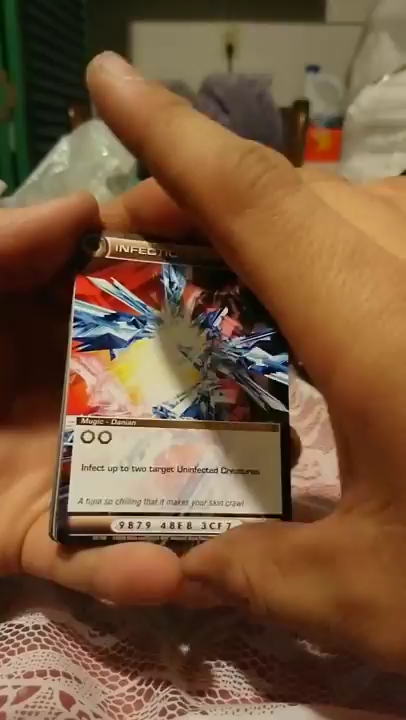 INFECTIO
Mugic - Danian
Infect up to two target Uninfected Creatures
A tune so chilling that it makes your skin crawl
9B79 4BEB 3CF7